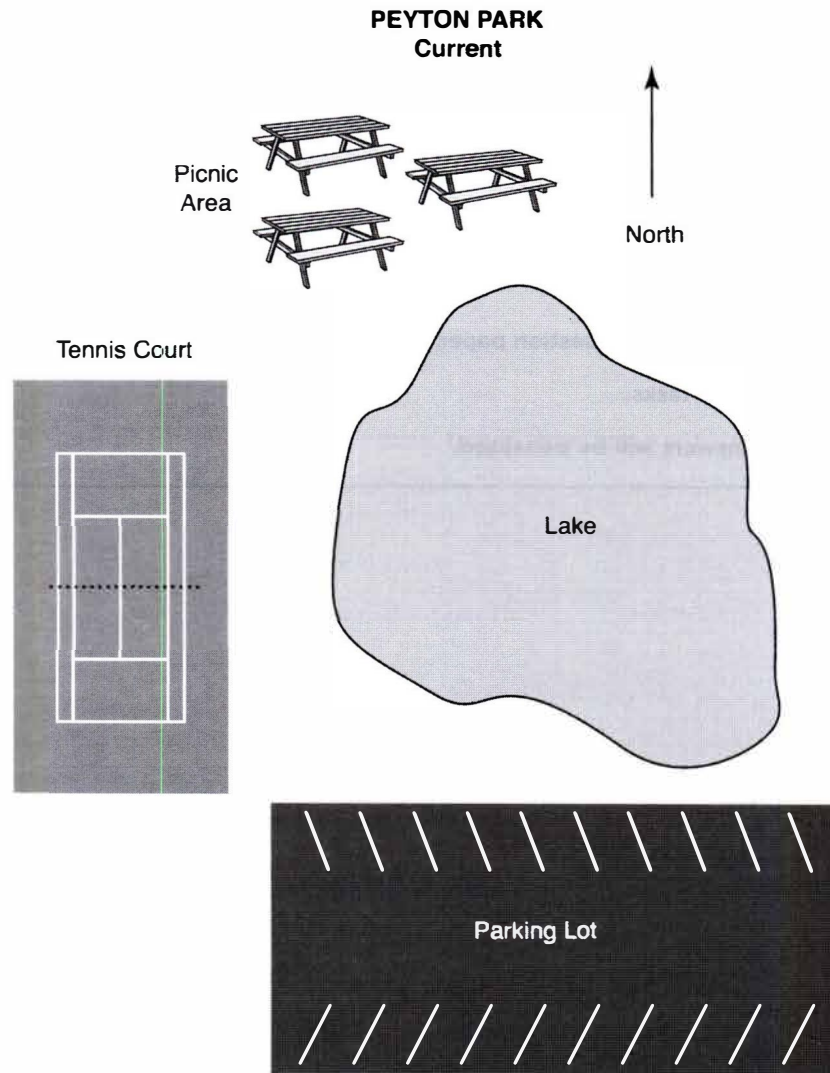 PEYTON PARK
Current
Picnic
Area
North
Tennis Court
Lake
Parking Lot